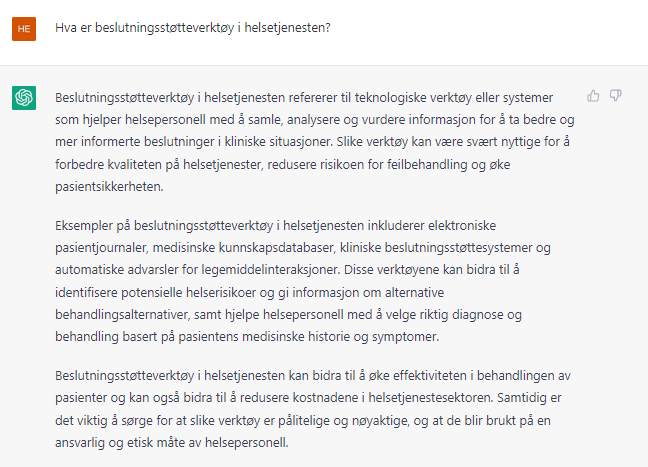 HE
Hva er beslutningsstøtteverktøy i helsetjenesten?
Beslutningsstøtteverktøy i helsetjenesten refererer til teknologiske verktøy eller systemer
som hjelper helsepersonell med å samle, analysere og vurdere informasjon for å ta bedre og
mer informerte beslutninger i kliniske situasjoner. Slike verktøy kan være svært nyttige for å
forbedre kvaliteten på helsetjenester, redusere risikoen for feilbehandling og øke
pasientsikkerheten.
Eksempler på beslutningsstøtteverktøy i helsetjenesten inkluderer elektroniske
pasientjournaler, medisinske kunnskapsdatabaser, kliniske beslutningsstøttesystemer og
automatiske advarsler for legemiddelinteraksjoner. Disse verktøyene kan bidra til å
identifisere potensielle helserisikoer og gi informasjon om alternative
behandlingsalternativer, samt hjelpe helsepersonell med å velge riktig diagnose og
behandling basert på pasientens medisinske historie og symptomer.
Beslutningsstøtteverktøy i helsetjenesten kan bidra til å øke effektiviteten i behandlingen av
pasienter og kan også bidra til å redusere kostnadene i helsetjenestesektoren. Samtidig er
det viktig å sørge for at slike verktøy er pålitelige og nøyaktige, og at de blir brukt på en
ansvarlig og etisk måte av helsepersonell.